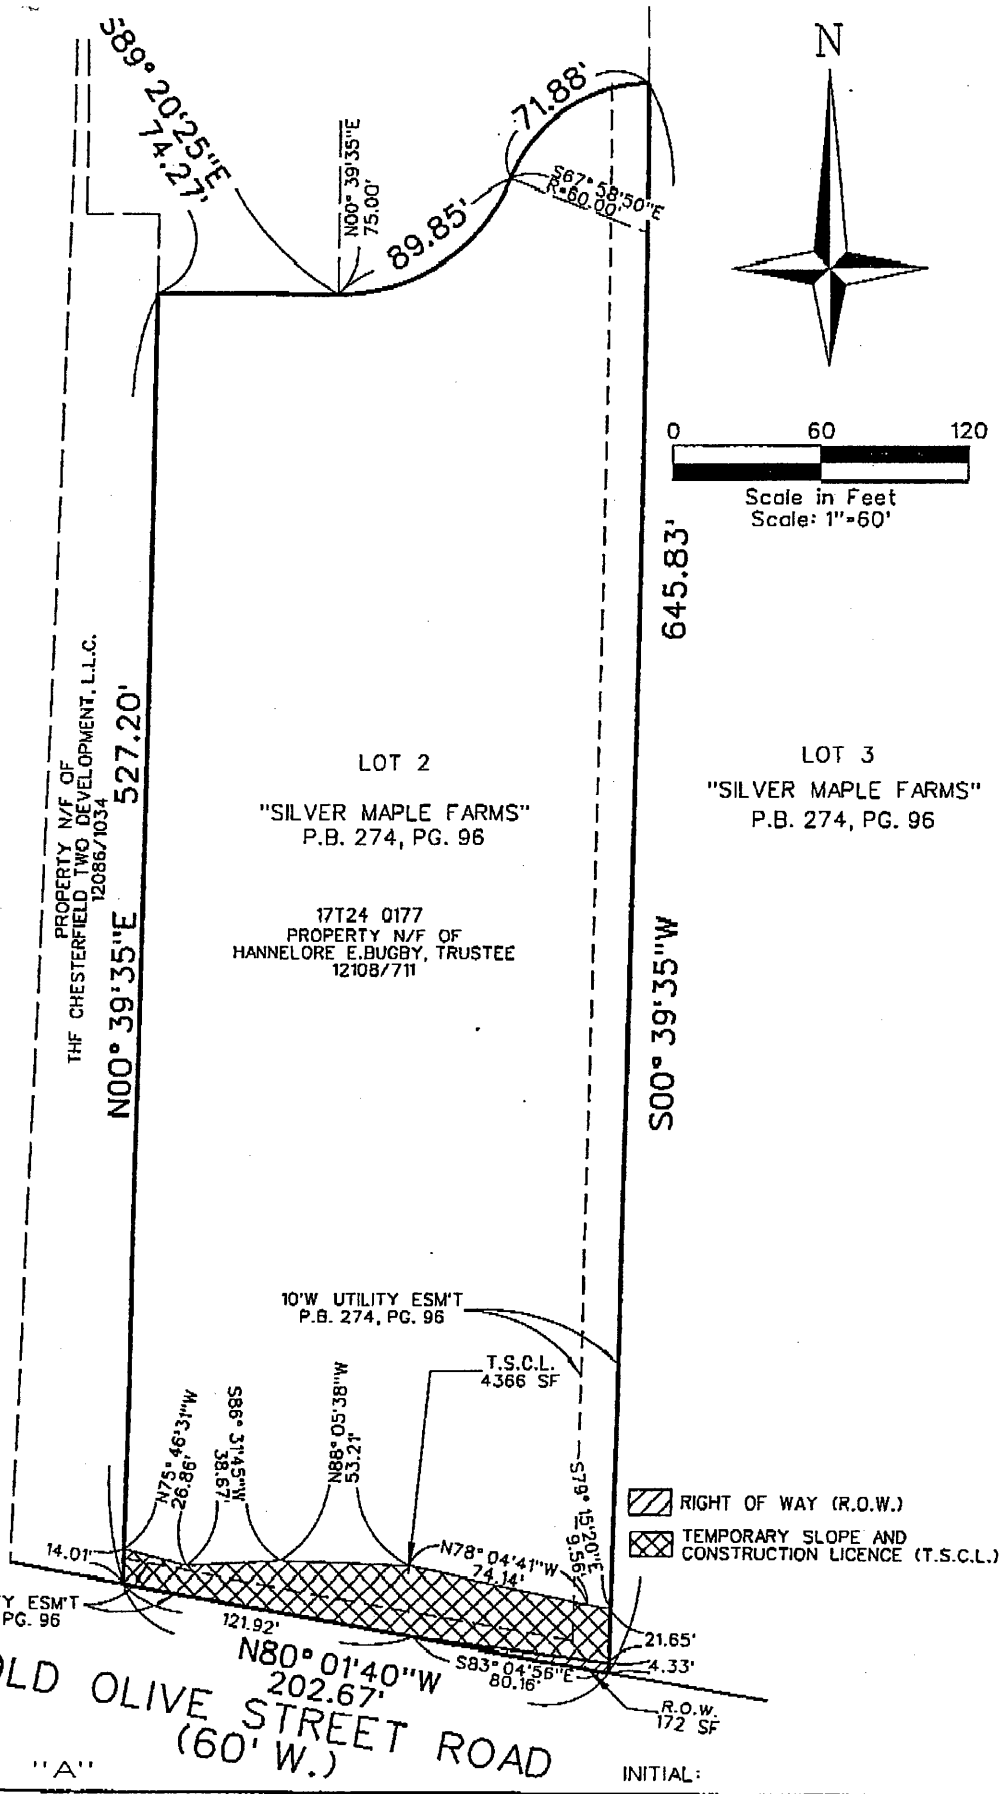 S89° 20'25"E
74.27'
N00° 39'35"E
75.00'
89.85'
71.88'
S67° 58'50"E
R=60.00'
N
0 60 120
Scale in Feet
Scale: 1"=60'
645.83'
S00° 39'35"W
PROPERTY N/F OF
THF CHESTERFIELD TWO DEVELOPMENT, L.L.C.
12086/1034
N00° 39'35"E 527.20'
LOT 2
"SILVER MAPLE FARMS"
P.B. 274, PG. 96
LOT 3
"SILVER MAPLE FARMS"
P.B. 274, PG. 96
17T24 0177
PROPERTY N/F OF
HANNELORE E.BUGBY, TRUSTEE
12108/711
10'W UTILITY ESM'T
P.B. 274, PG. 96
T.S.C.L.
4366 SF
N75° 46'31"W
26.86'
S86° 31'45"W
38.67'
N88° 05'38"W
53.21'
N78° 04'41"W
74.14'
S79° 15'20"E
9.56'
RIGHT OF WAY (R.O.W.)
TEMPORARY SLOPE AND
CONSTRUCTION LICENCE (T.S.C.L.)
14.01'
Y ESM'T
PG. 96
121.92'
N80° 01'40"W
202.67'
S83° 04'56"E
80.16'
21.65'
4.33'
R.O.W.
172 SF
OLD OLIVE STREET ROAD
(60' W.)
"A"
INITIAL: